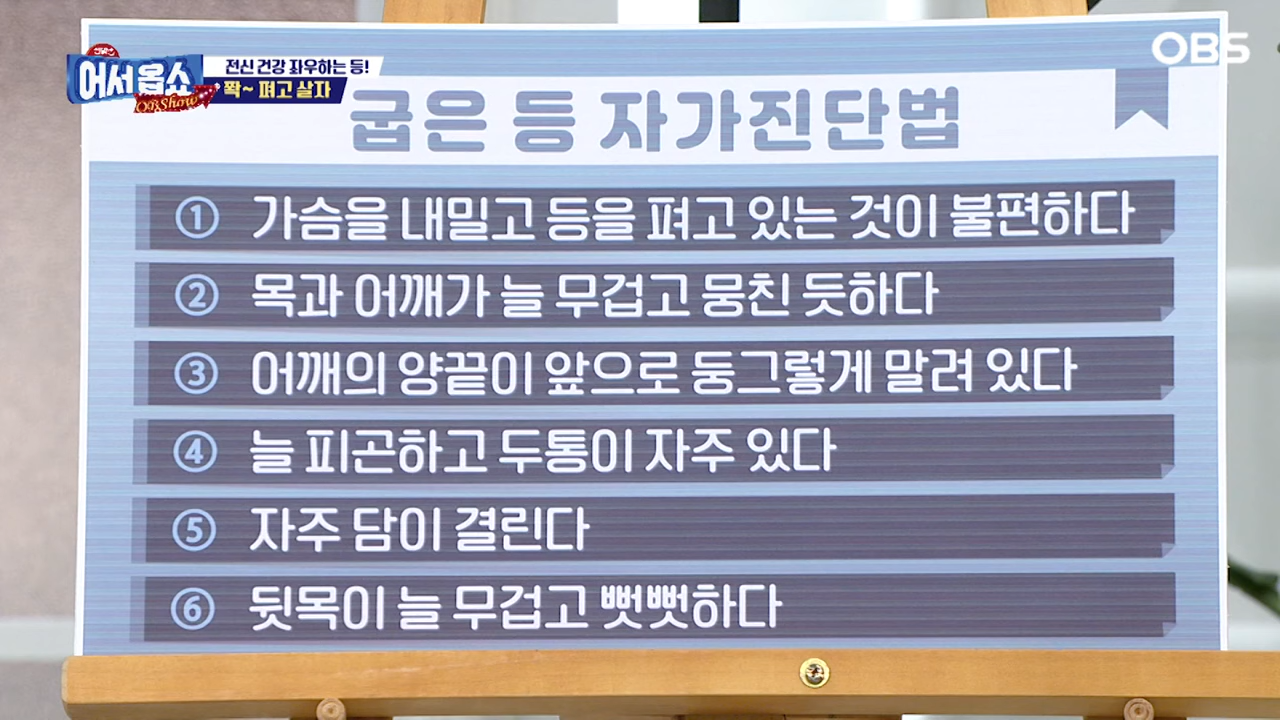 어서옵쇼
OBShow
전신 건강 좌우하는 등!
쫙~ 펴고 살자
OBS
굽은 등 자가진단법
① 가슴을 내밀고 등을 펴고 있는 것이 불편하다
② 목과 어깨가 늘 무겁고 뭉친 듯하다
③ 어깨의 양끝이 앞으로 둥그렇게 말려 있다
④ 늘 피곤하고 두통이 자주 있다
⑤ 자주 담이 결린다
⑥ 뒷목이 늘 무겁고 뻣뻣하다